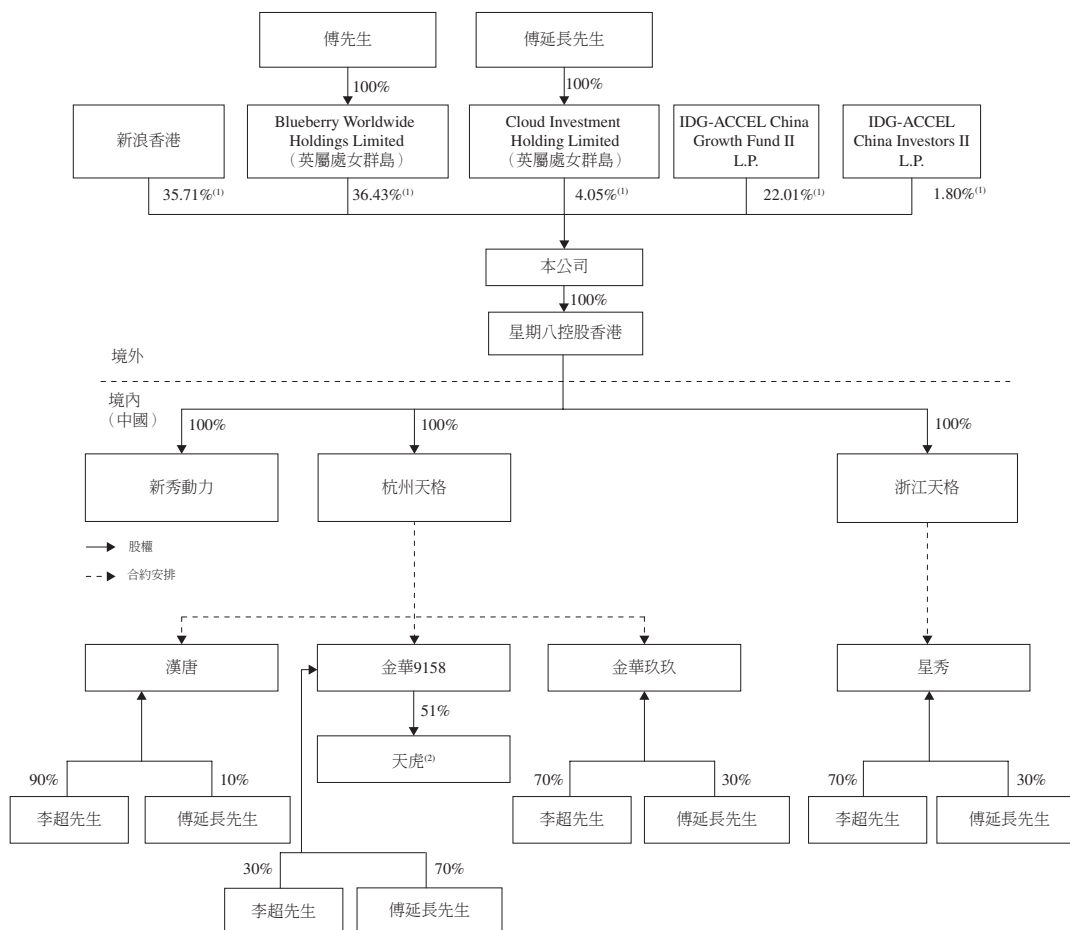 傅先生
傅延長先生
100%
100%
新浪香港
Blueberry Worldwide
Holdings Limited
（英屬處女群島）
Cloud Investment
Holding Limited
（英屬處女群島）
IDG-ACCEL China
Growth Fund II
L.P.
IDG-ACCEL
China Investors II
L.P.
35.71%(1)
36.43%(1)
4.05%(1)
22.01%(1)
1.80%(1)
本公司
100%
星期八控股香港
境外
境內
（中國）
100%
100%
100%
新秀動力
杭州天格
浙江天格
股權
合約安排
漢唐
金華9158
金華玖玖
星秀
51%
天虎(2)
90%
10%
70%
30%
70%
30%
李超先生
傅延長先生
李超先生
傅延長先生
李超先生
傅延長先生
30%
70%
李超先生
傅延長先生